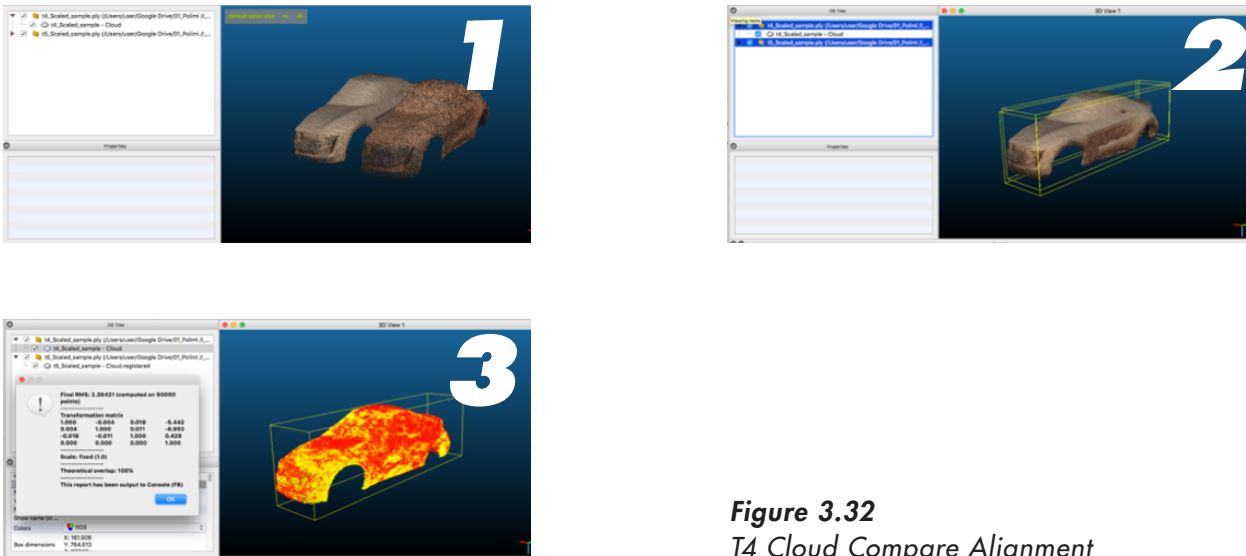 t4_Scaled_sample.ply (/Users/user/Google Drive/01_Polimi /I_...
t4_Scaled_sample - Cloud
t5_Scaled_sample.ply (/Users/user/Google Drive/01_Polimi /I_...
default point size
Properties
1
DB Tree
3D View 1
t4_Scaled_sample.ply (/Users/user/Google Drive/01_Polimi /I_...
t4_Scaled_sample - Cloud
t5_Scaled_sample.ply (/Users/user/Google Drive/01_Polimi /I_...
Properties
2
DB Tree
3D View 1
t4_Scaled_sample.ply (/Users/user/Google Drive/01_Polimi /I_...
t4_Scaled_sample - Cloud
t5_Scaled_sample.ply (/Users/user/Google Drive/01_Polimi /I_...
t5_Scaled_sample - Cloud.registered
Final RMS: 3.26421 (computed on 50000
points)
Transformation matrix
1.000 -0.004 0.018 -5.442
0.004 1.000 0.011 -8.953
-0.018 -0.011 1.000 0.428
0.000 0.000 0.000 1.000
Scale: fixed (1.0)
Theoretical overlap: 100%
This report has been output to Console (F8)
OK
Colors
RGB
Box dimensions
X: 161.906
Y: 764.513
3
Figure 3.32
T4 Cloud Compare Alignment